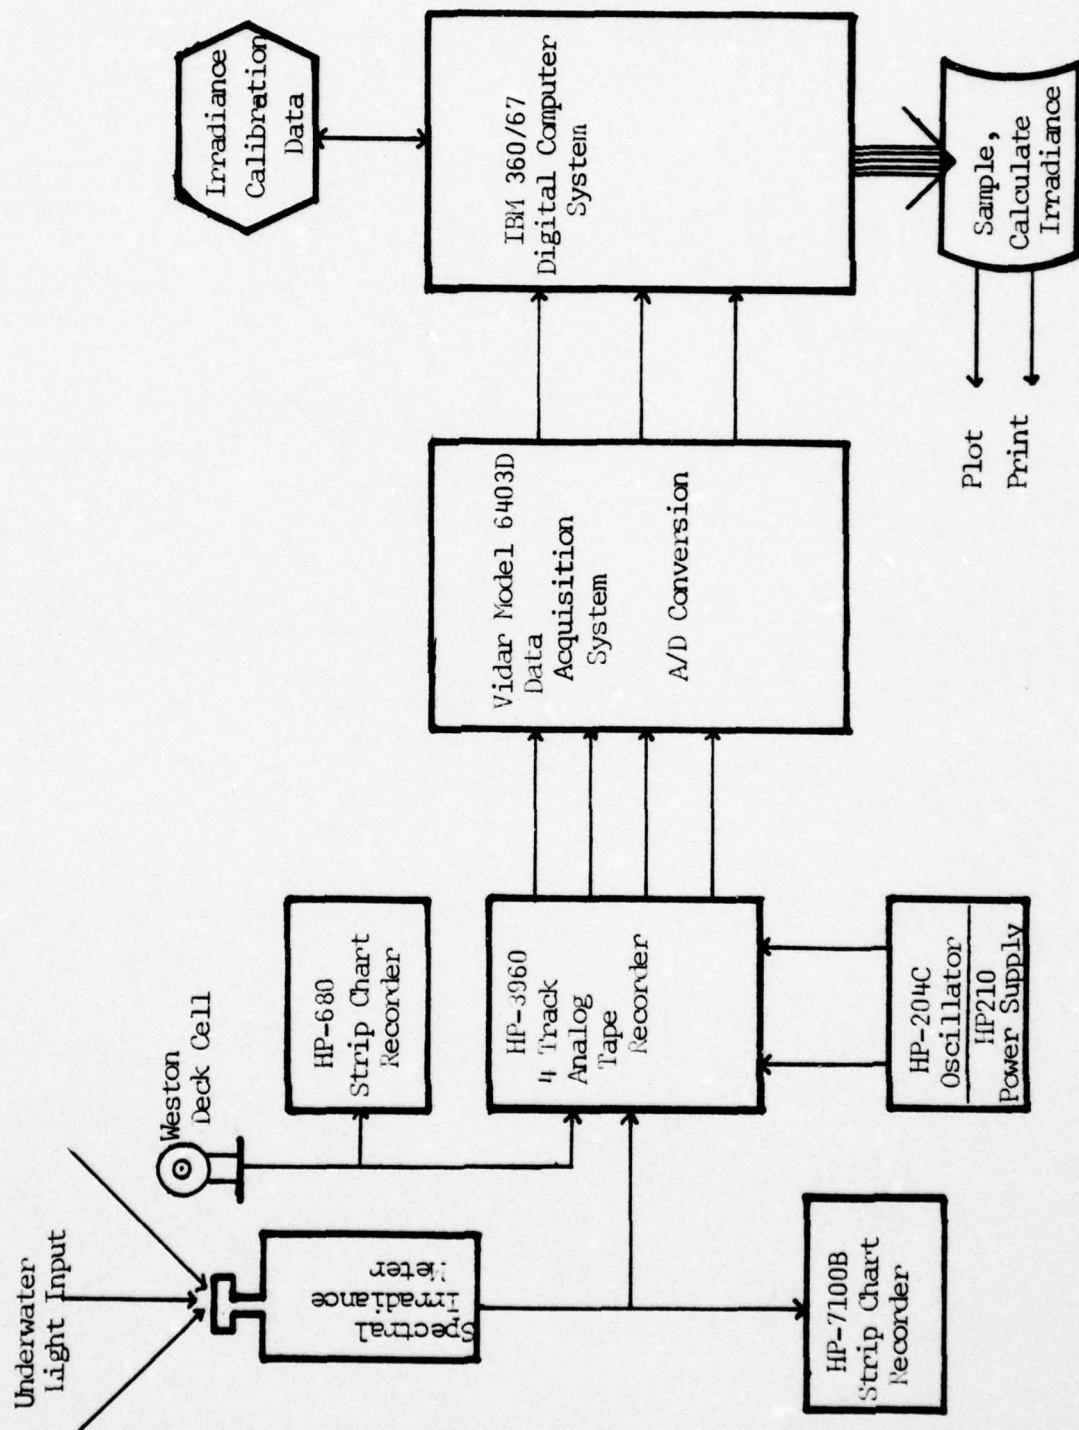 Underwater
Light Input
Weston
Deck Cell
Spectral
Irradiance
Meter
HP-680
Strip Chart
Recorder
HP-3960
4 Track
Analog
Tape
Recorder
HP-7100B
Strip Chart
Recorder
HP-204C
Oscillator
HP210
Power Supply
Vidar Model 6403D
Data
Acquisition
System
A/D Conversion
Irradiance
Calibration
Data
IBM 360/67
Digital Computer
System
Sample,
Calculate
Irradiance
Plot
Print